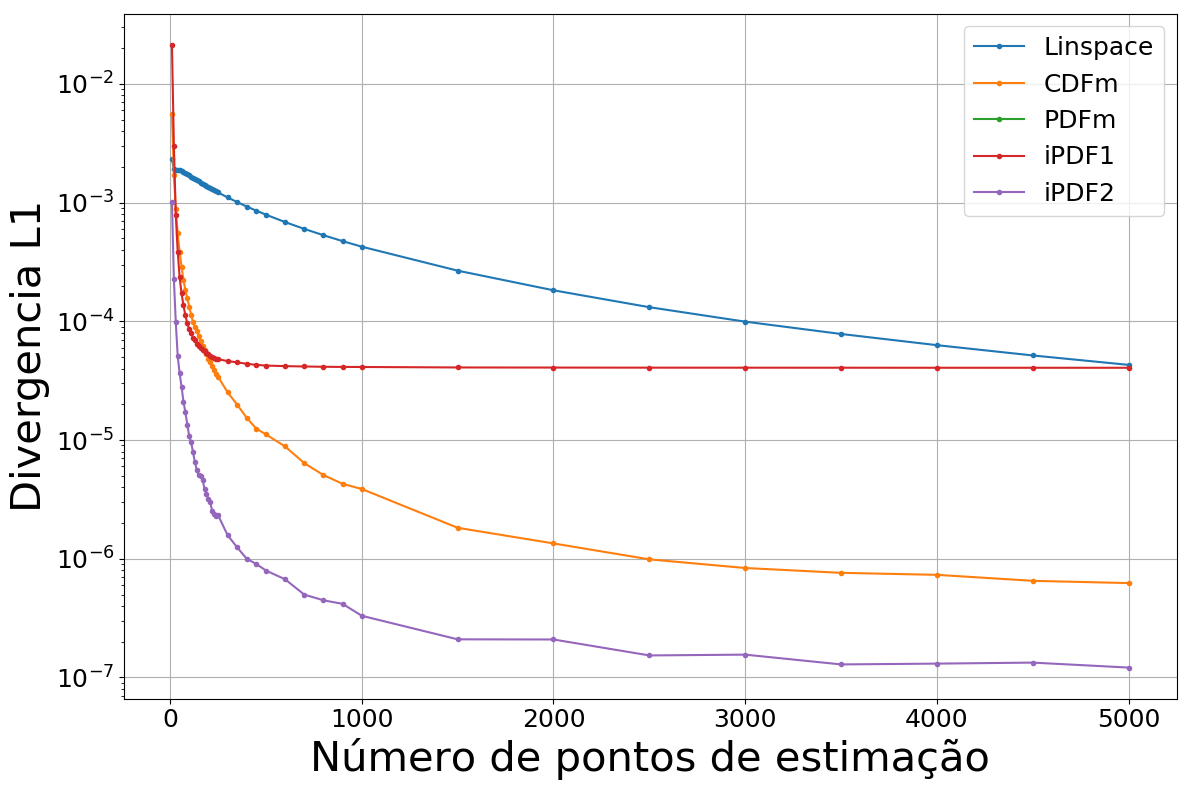 Divergencia L1
10⁻²
10⁻³
10⁻⁴
10⁻⁵
10⁻⁶
10⁻⁷
Linspace
CDFm
PDFm
iPDF1
iPDF2
0 1000 2000 3000 4000 5000
Número de pontos de estimação